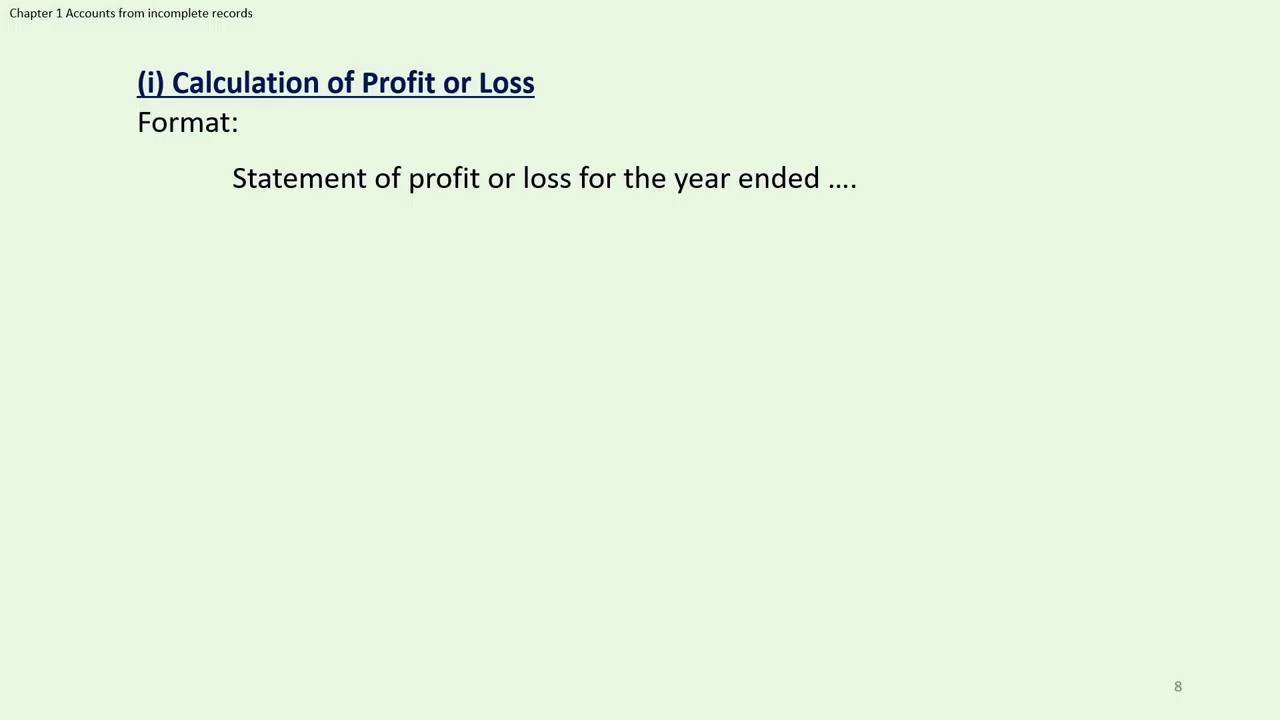 Chapter 1 Accounts from incomplete records
(i) Calculation of Profit or Loss
Format:
Statement of profit or loss for the year ended ....
8